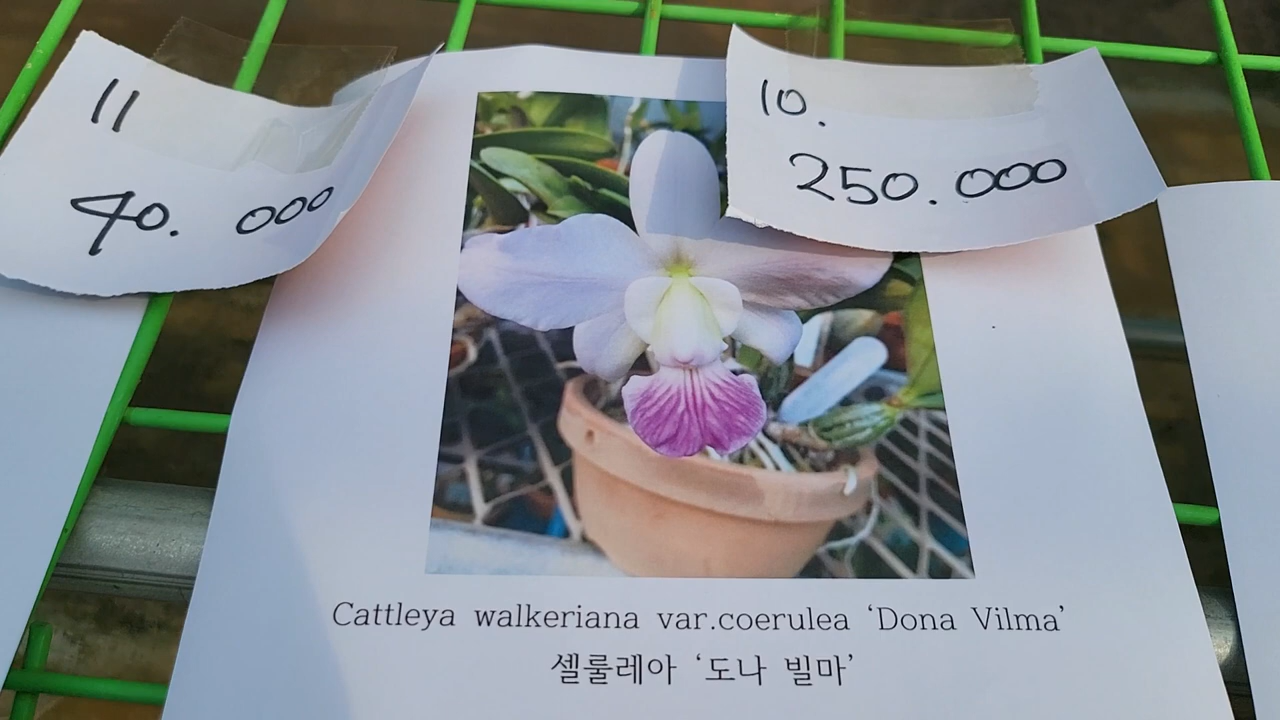 11
40. 000
10.
250.000
Cattleya walkeriana var.coerulea ‘Dona Vilma’
셀룰레아 ‘도나 빌마’